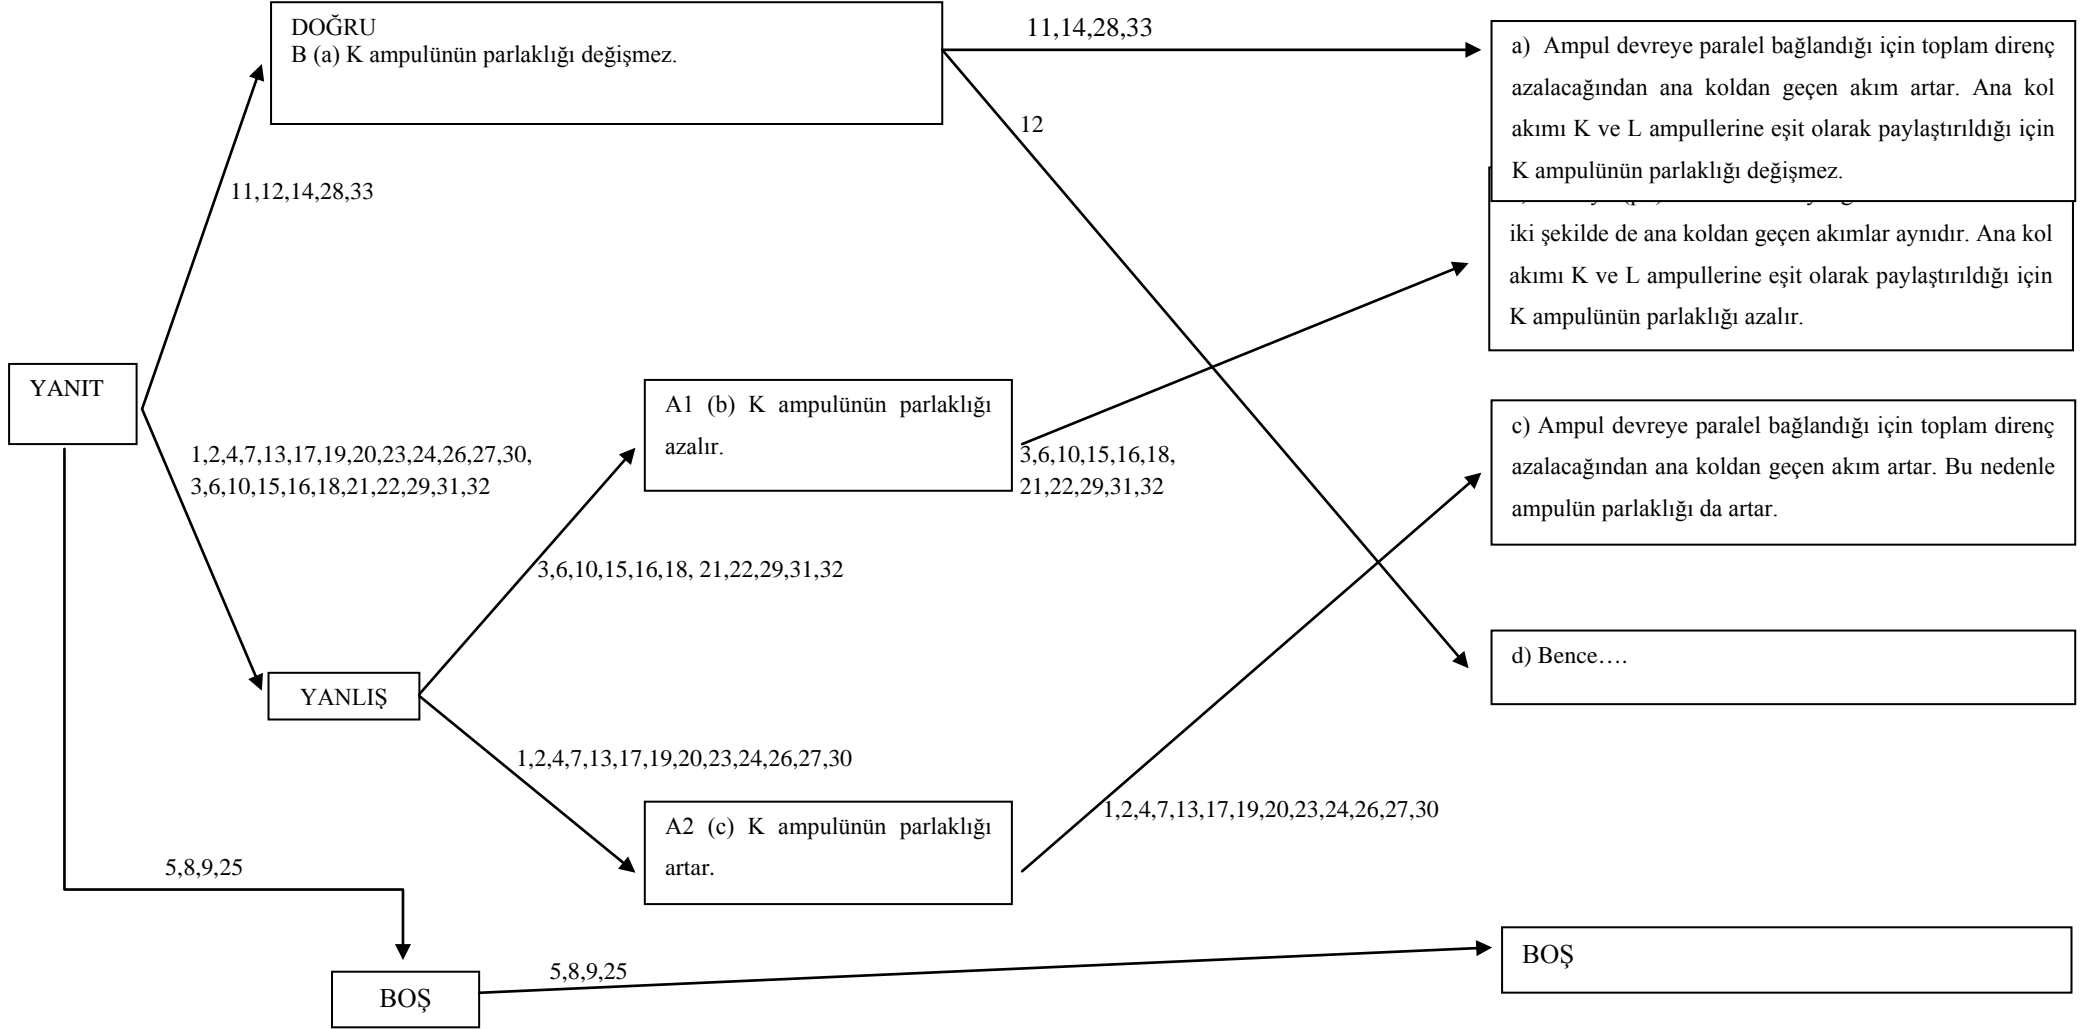 DOĞRU
B (a) K ampulünün parlaklığı değişmez.
11,14,28,33
a) Ampul devreye paralel bağlandığı için toplam direnç
azalacağından ana koldan geçen akım artar. Ana kol
akımı K ve L ampullerine eşit olarak paylaştırıldığı için
K ampulünün parlaklığı değişmez.
12
11,12,14,28,33
iki şekilde de ana koldan geçen akımlar aynıdır. Ana kol
akımı K ve L ampullerine eşit olarak paylaştırıldığı için
K ampulünün parlaklığı azalır.
YANIT
A1 (b) K ampulünün parlaklığı
azalır.
1,2,4,7,13,17,19,20,23,24,26,27,30,
3,6,10,15,16,18,21,22,29,31,32
3,6,10,15,16,18,
21,22,29,31,32
c) Ampul devreye paralel bağlandığı için toplam direnç
azalacağından ana koldan geçen akım artar. Bu nedenle
ampulün parlaklığı da artar.
3,6,10,15,16,18, 21,22,29,31,32
d) Bence….
YANLIŞ
1,2,4,7,13,17,19,20,23,24,26,27,30
A2 (c) K ampulünün parlaklığı
artar.
1,2,4,7,13,17,19,20,23,24,26,27,30
5,8,9,25
BOŞ
5,8,9,25
BOŞ